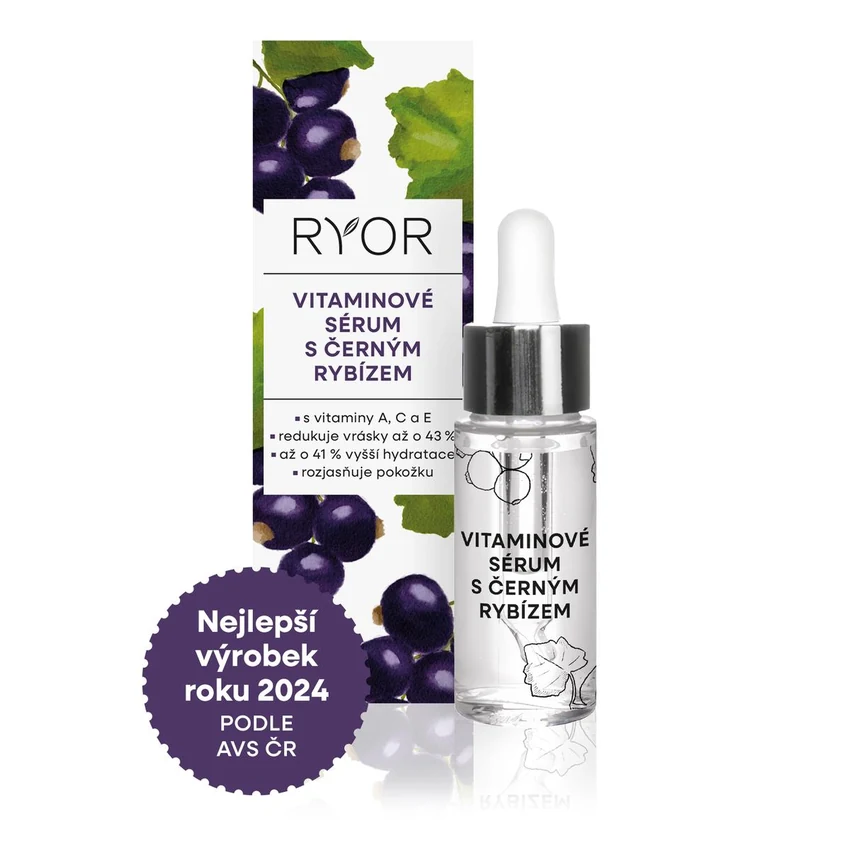 RYOR
VITAMINOVÉ
SÉRUM
S ČERNÝM
RYBÍZEM
▪ s vitaminy A, C a E
▪ redukuje vrásky až o 43 %
▪ až o 41 % vyšší hydratace
▪ rozjasňuje pokožku
VITAMINOVÉ
SÉRUM
S ČERNÝM
RYBÍZEM
Nejlepší
výrobek
roku 2024
PODLE
AVS ČR